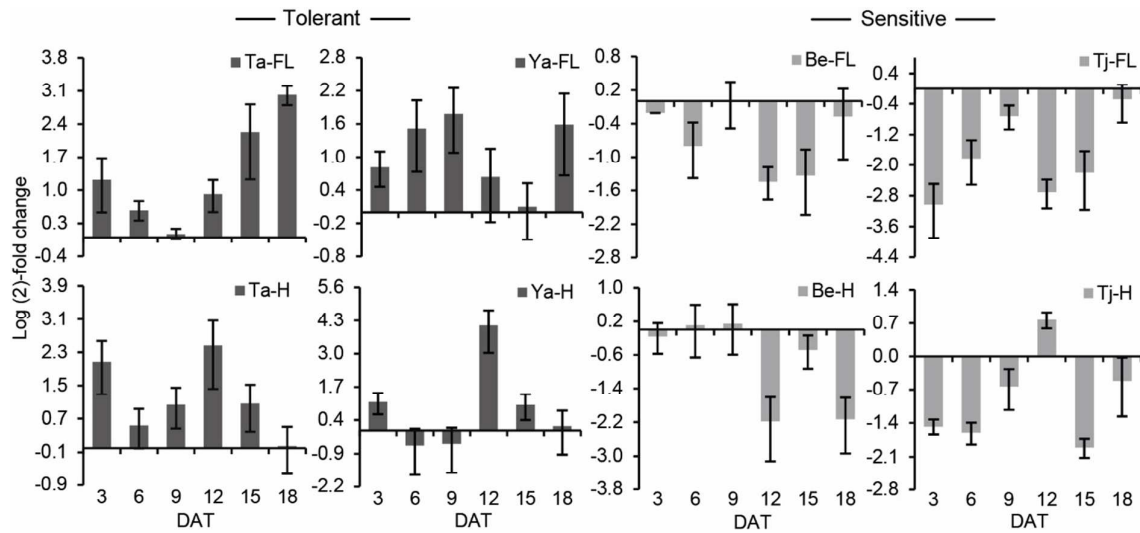 Tolerant
Sensitive
Log (2)-fold change
Ta-FL
3.8
3.1
2.4
1.7
1.0
0.3
-0.4
Ya-FL
2.8
2.2
1.6
1.0
0.4
-0.2
-0.8
Be-FL
0.8
0.2
-0.4
-1.0
-1.6
-2.2
-2.8
Tj-FL
0.4
-0.4
-1.2
-2.0
-2.8
-3.6
-4.4
Ta-H
3.9
3.1
2.3
1.5
0.7
-0.1
-0.9
3 6 9 12 15 18
DAT
Ya-H
5.6
4.3
3.0
1.7
0.4
-0.9
-2.2
3 6 9 12 15 18
DAT
Be-H
1.0
0.2
-0.6
-1.4
-2.2
-3.0
-3.8
3 6 9 12 15 18
DAT
Tj-H
1.4
0.7
0.0
-0.7
-1.4
-2.1
-2.8
3 6 9 12 15 18
DAT